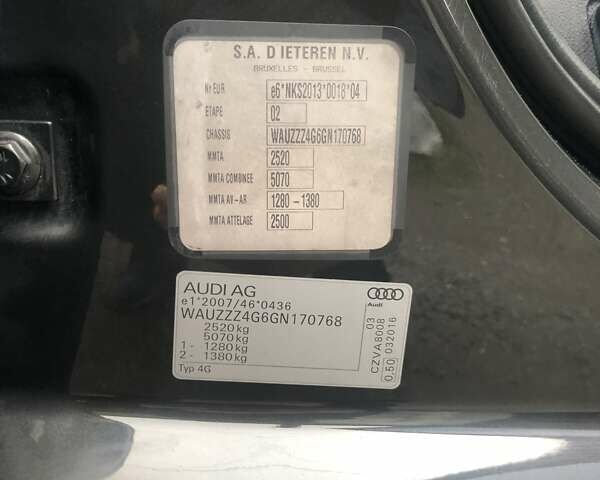 S.A. D IETEREN N.V.
BRUXELLES - BRUSSEL
Nr EUR e6*NKS2013*0018*04
ETAPE 02
CHASSIS WAUZZZ4G6GN170768
MMTA 2520
MMTA COMBINEE 5070
MMTA AV-AR 1280-1380
MMTA ATTELAGE 2500
AUDI AG
e1*2007/46*0436
WAUZZZ4G6GN170768
2520kg
5070kg
1 - 1280kg
2 - 1380kg
Typ 4G
Audi
03
CZVA8008
0,50 032016